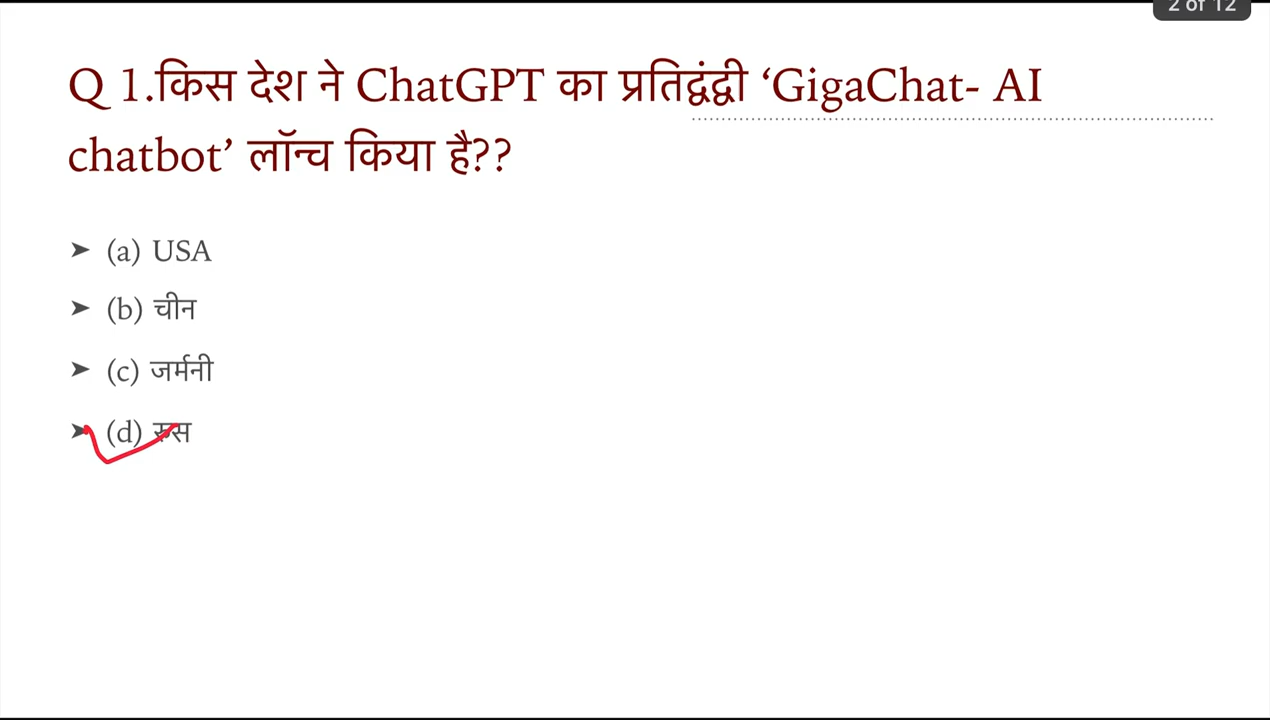 2 of 12
Q 1.किस देश ने ChatGPT का प्रतिद्वंद्वी ‘GigaChat- AI
chatbot’ लॉन्च किया है??
➤ (a) USA
➤ (b) चीन
➤ (c) जर्मनी
➤ (d) रुस